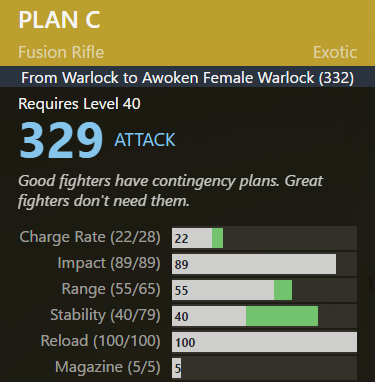 PLAN C
Fusion Rifle Exotic
From Warlock to Awoken Female Warlock (332)
Requires Level 40
329 ATTACK
Good fighters have contingency plans. Great
fighters don't need them.
Charge Rate (22/28) 22
Impact (89/89) 89
Range (55/65) 55
Stability (40/79) 40
Reload (100/100) 100
Magazine (5/5) 5